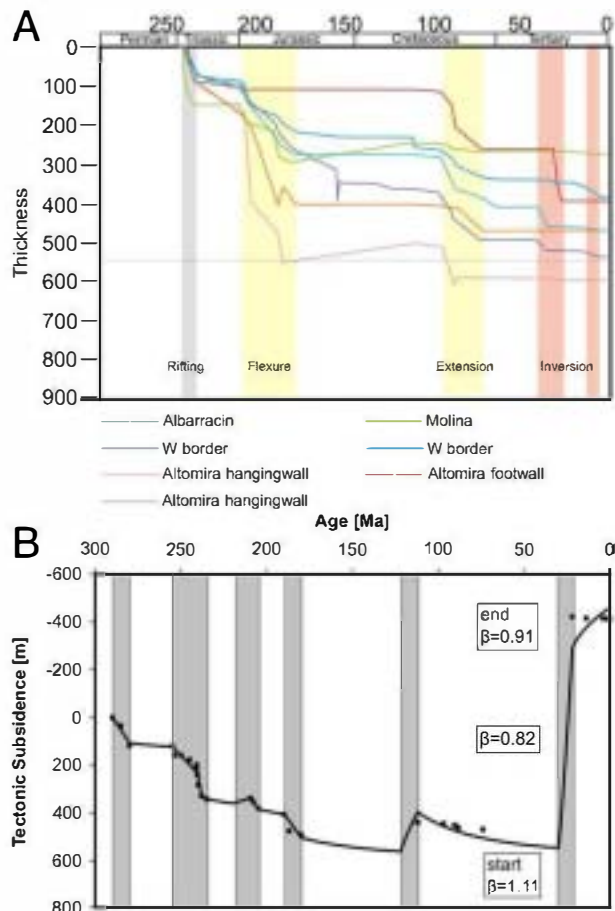 A
250 200 150 100 50 0
Permian Triassic Jurassic Cretaceous Tertiary
0
100
200
300
400
500
600
700
800
900
Thickness
Rifting Flexure Extension Inversion
Albarracin Molina
W border W border
Altomira hangingwall Altomira footwall
Altomira hangingwall
Age [Ma]
B
300 250 200 150 100 50 0
-600
-400
-200
0
200
400
600
800
Tectonic Subsidence [m]
end
β=0.91
β=0.82
start
β=1.11